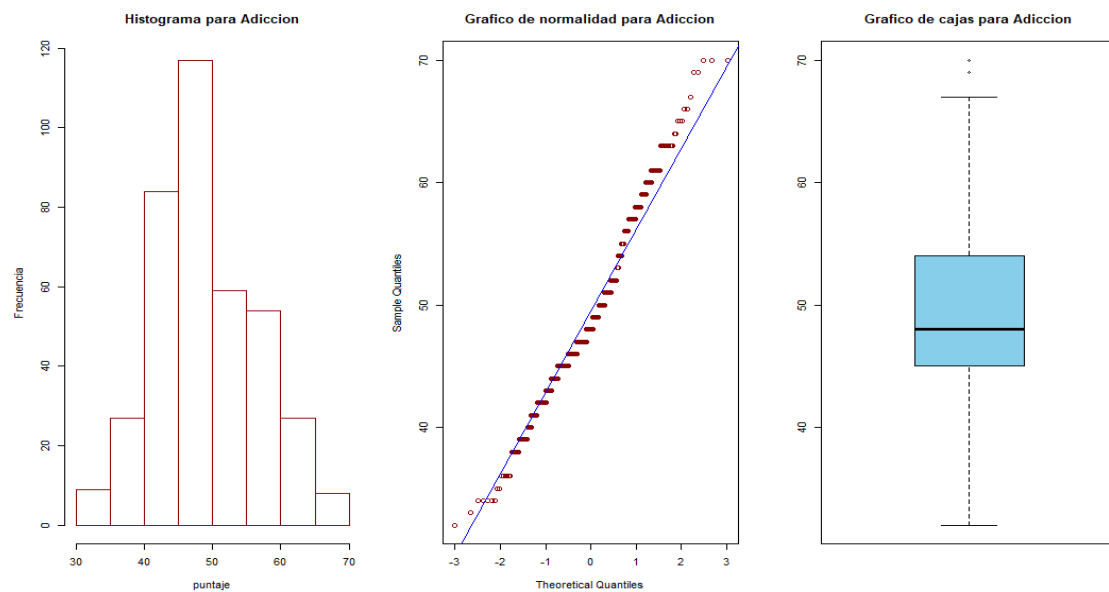 Histograma para Adiccion
Frecuencia
0
20
40
60
80
100
120
30 40 50 60 70
puntaje
Grafico de normalidad para Adiccion
Sample Quantiles
40
50
60
70
-3 -2 -1 0 1 2 3
Theoretical Quantiles
Grafico de cajas para Adiccion
40
50
60
70